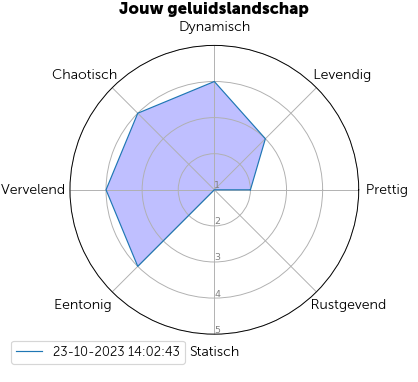 Jouw geluidslandschap
Dynamisch
Chaotisch
Levendig
Vervelend
1
Prettig
2
3
4
Eentonig
Rustgevend
5
23-10-2023 14:02:43
Statisch